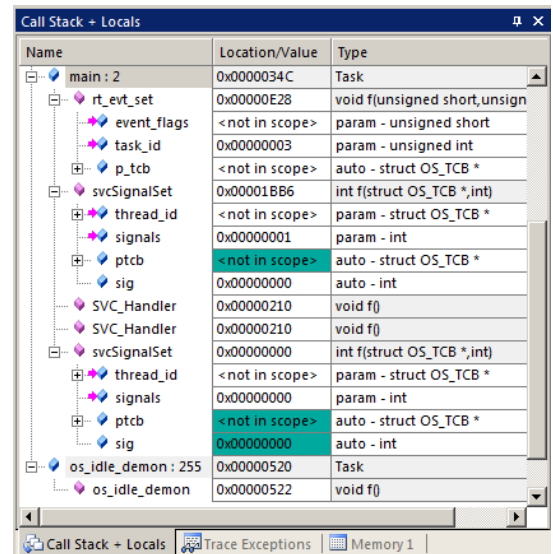 Call Stack + Locals
Name Location/Value Type
main : 2 0x0000034C Task
rt_evt_set 0x00000E28 void f(unsigned short,unsign
event_flags <not in scope> param - unsigned short
task_id 0x00000003 param - unsigned int
p_tcb <not in scope> auto - struct OS_TCB *
svcSignalSet 0x00001BB6 int f(struct OS_TCB *,int)
thread_id <not in scope> param - struct OS_TCB *
signals 0x00000001 param - int
ptcb <not in scope> auto - struct OS_TCB *
sig 0x00000000 auto - int
SVC_Handler 0x00000210 void f()
SVC_Handler 0x00000210 void f()
svcSignalSet 0x00000000 int f(struct OS_TCB *,int)
thread_id <not in scope> param - struct OS_TCB *
signals 0x00000000 param - int
ptcb <not in scope> auto - struct OS_TCB *
sig 0x00000000 auto - int
os_idle_demon : 255 0x00000520 Task
os_idle_demon 0x00000522 void f()
Call Stack + Locals Trace Exceptions Memory 1